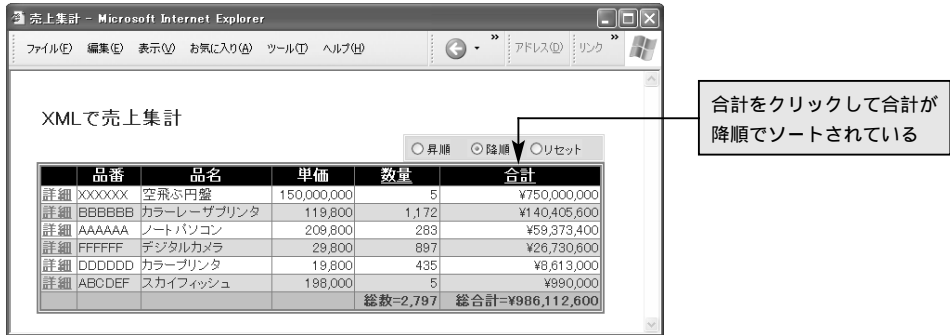 売上集計 - Microsoft Internet Explorer
ファイル(F) 編集(E) 表示(V) お気に入り(A) ツール(T) ヘルプ(H) » アドレス(D) リンク »
XMLで売上集計
合計をクリックして合計が
降順でソートされている
昇順 降順 リセット
品番 品名 単価 数量 合計
詳細 XXXXXX 空飛ぶ円盤 150,000,000 5 ¥750,000,000
詳細 BBBBBB カラーレーザプリンタ 119,800 1,172 ¥140,405,600
詳細 AAAAAA ノートパソコン 209,800 283 ¥59,373,400
詳細 FFFFFF デジタルカメラ 29,800 897 ¥26,730,600
詳細 DDDDDD カラープリンタ 19,800 435 ¥8,613,000
詳細 ABCDEF スカイフィッシュ 198,000 5 ¥990,000
総数=2,797 総合計=¥986,112,600